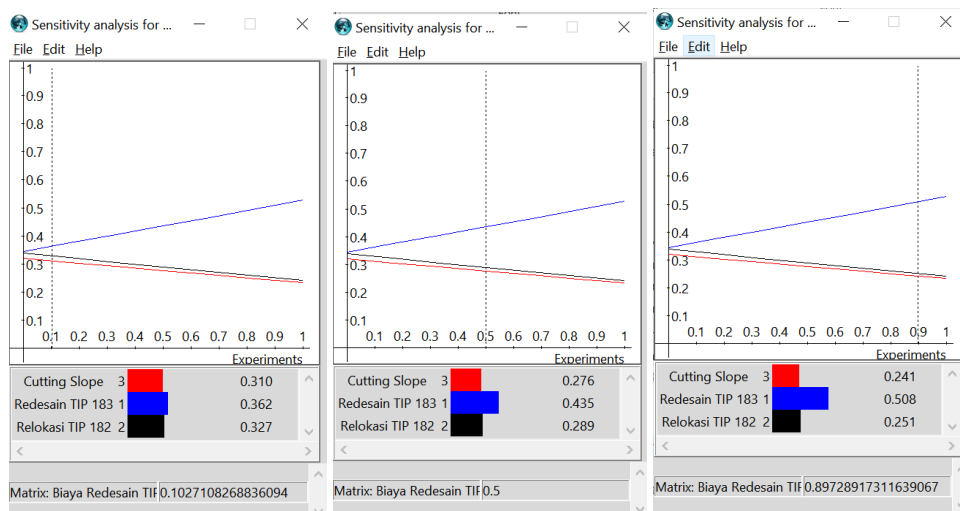 Sensitivity analysis for ...
File Edit Help
1
0.9
0.8
0.7
0.6
0.5
0.4
0.3
0.2
0.1
0.1 0.2 0.3 0.4 0.5 0.6 0.7 0.8 0.9 1
Experiments
Cutting Slope 3 0.310
Redesain TIP 183 1 0.362
Relokasi TIP 182 2 0.327
Matrix: Biaya Redesain TIF 0.1027108268836094
Sensitivity analysis for ...
File Edit Help
1
0.9
0.8
0.7
0.6
0.5
0.4
0.3
0.2
0.1
0.1 0.2 0.3 0.4 0.5 0.6 0.7 0.8 0.9 1
Experiments
Cutting Slope 3 0.276
Redesain TIP 183 1 0.435
Relokasi TIP 182 2 0.289
Matrix: Biaya Redesain TIF 0.5
Sensitivity analysis for ...
File Edit Help
1
0.9
0.8
0.7
0.6
0.5
0.4
0.3
0.2
0.1
0.1 0.2 0.3 0.4 0.5 0.6 0.7 0.8 0.9 1
Experiments
Cutting Slope 3 0.241
Redesain TIP 183 1 0.508
Relokasi TIP 182 2 0.251
Matrix: Biaya Redesain TIF 0.89728917311639067